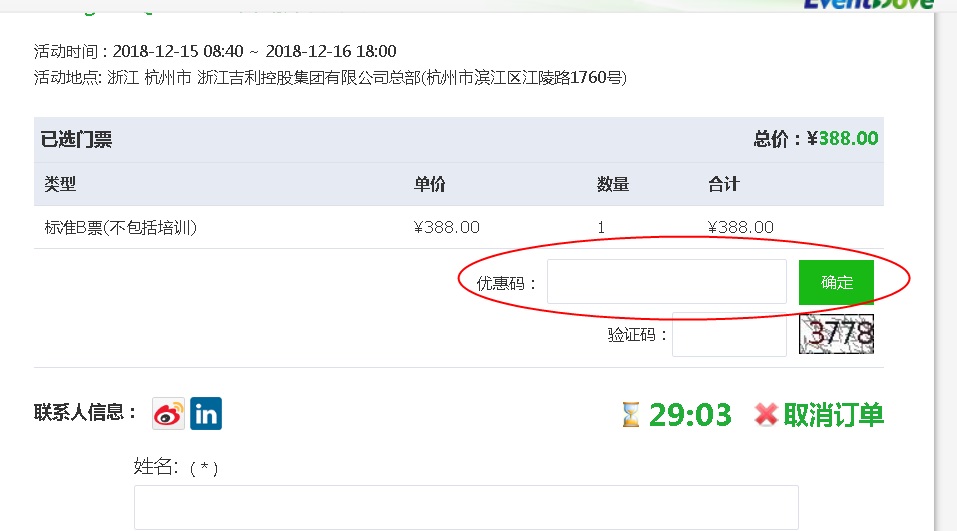 EventDove
活动时间：2018-12-15 08:40 ~ 2018-12-16 18:00
活动地点: 浙江 杭州市 浙江吉利控股集团有限公司总部(杭州市滨江区江陵路1760号)
已选门票 总价：¥388.00
类型 单价 数量 合计
标准B票(不包括培训) ¥388.00 1 ¥388.00
优惠码： 确定
验证码： 3778
联系人信息： in 29:03 取消订单
姓名: ( * )